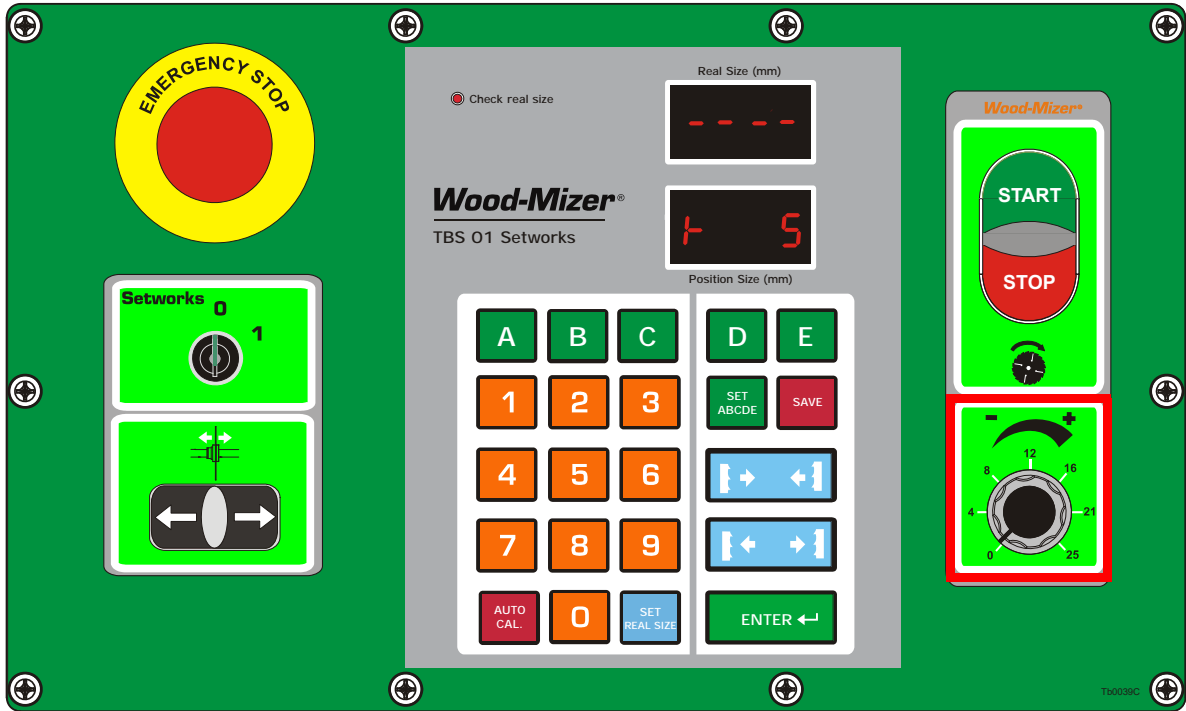 EMERGENCY STOP
Check real size
Real Size (mm)
- - - -
Wood-Mizer®
TBS 01 Setworks
5
Position Size (mm)
Setworks
0
1
A B C D E
1 2 3 SET ABCDE SAVE
4 5 6
7 8 9
AUTO CAL. 0 SET REAL SIZE ENTER
Wood-Mizer®
START
STOP
- +
12
8 16
4 21
0 25
Tb0039C